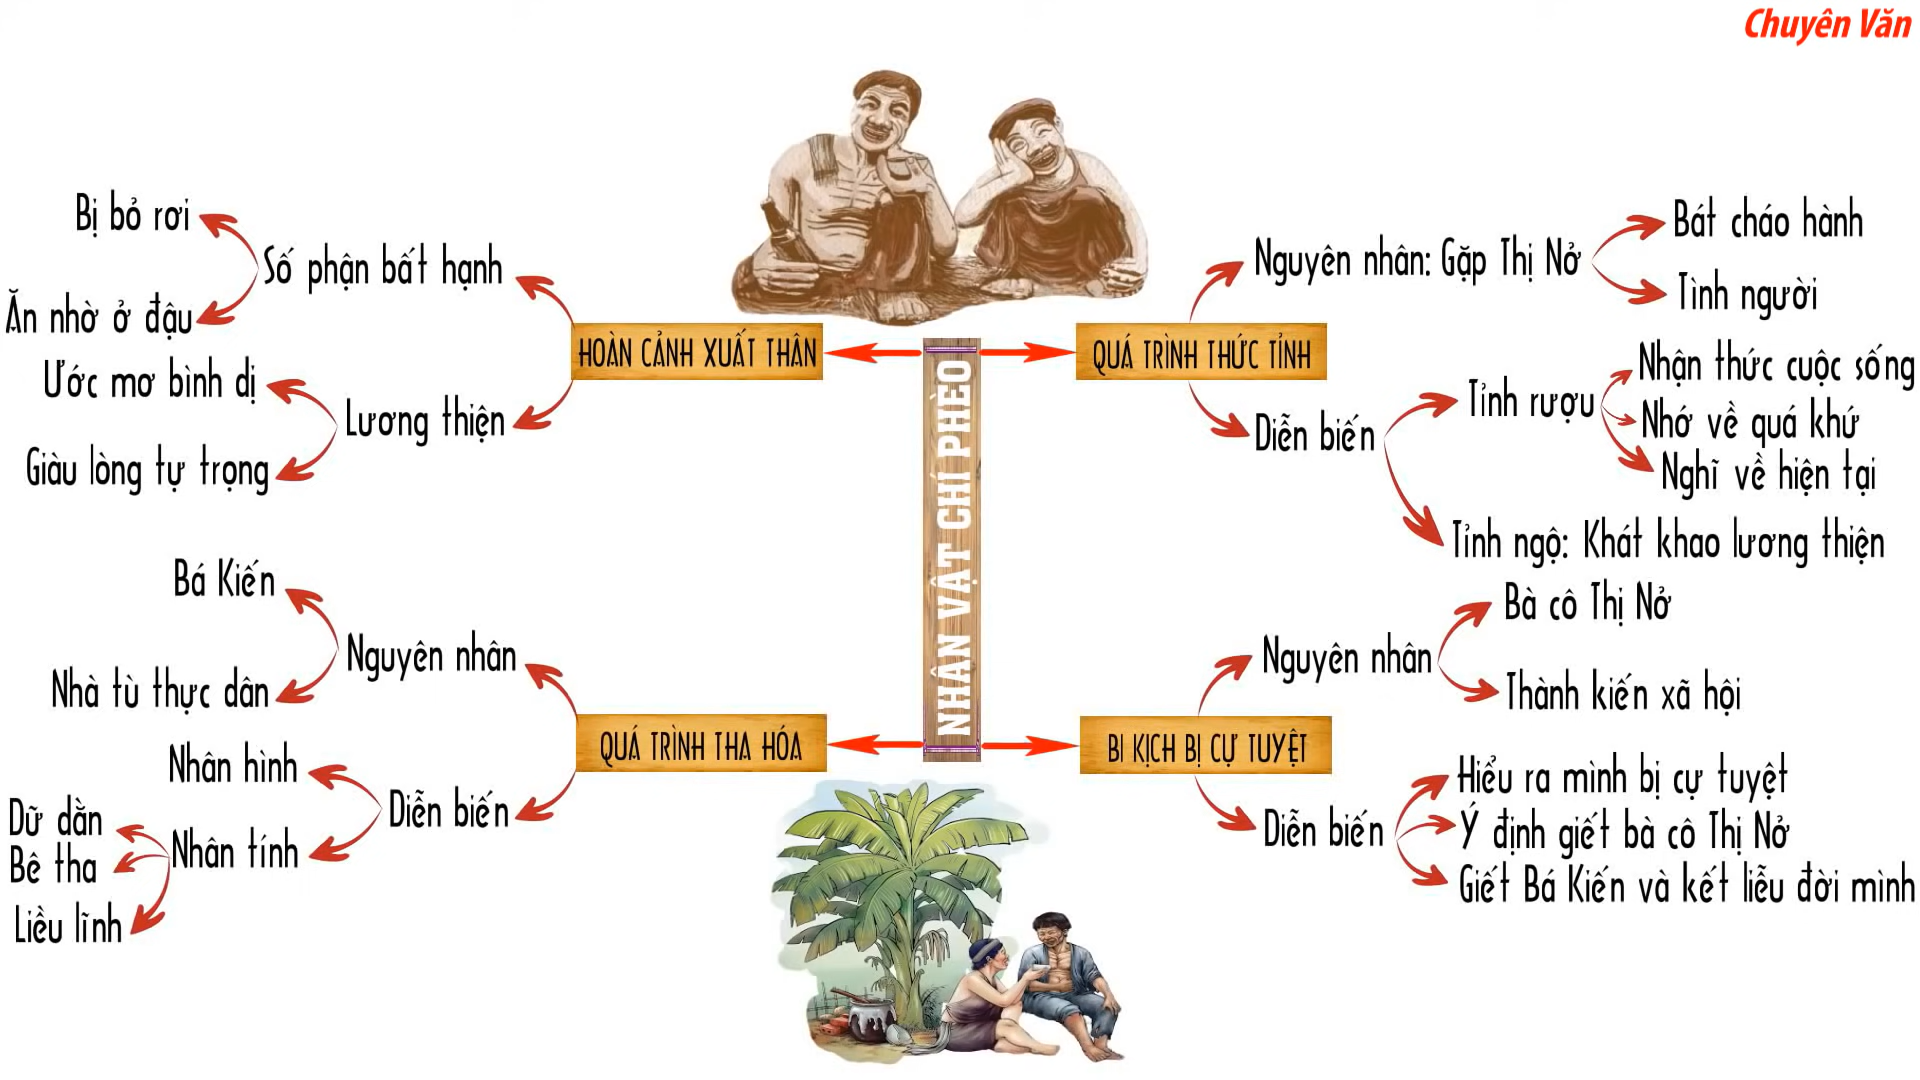 Chuyên Văn
NHÂN VẬT CHÍ PHÈO
HOÀN CẢNH XUẤT THÂN
Số phận bất hạnh
Bị bỏ rơi
Ăn nhờ ở đậu
Lương thiện
Ước mơ bình dị
Giàu lòng tự trọng
QUÁ TRÌNH THA HÓA
Nguyên nhân
Bá Kiến
Nhà tù thực dân
Diễn biến
Nhân hình
Nhân tính
Dữ dằn
Bê tha
Liều lĩnh
QUÁ TRÌNH THỨC TỈNH
Nguyên nhân: Gặp Thị Nở
Bát cháo hành
Tình người
Diễn biến
Tỉnh rượu
Nhận thức cuộc sống
Nhớ về quá khứ
Nghĩ về hiện tại
Tỉnh ngộ: Khát khao lương thiện
BI KỊCH BỊ CỰ TUYỆT
Nguyên nhân
Bà cô Thị Nở
Thành kiến xã hội
Diễn biến
Hiểu ra mình bị cự tuyệt
Ý định giết bà cô Thị Nở
Giết Bá Kiến và kết liễu đời mình